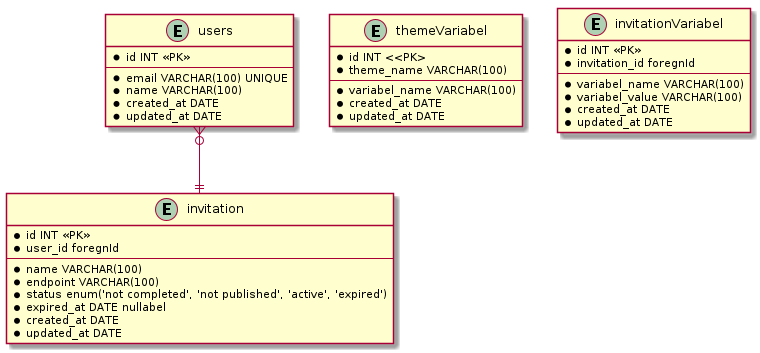 E users
id INT «PK»
email VARCHAR(100) UNIQUE
name VARCHAR(100)
created_at DATE
updated_at DATE
E themeVariabel
id INT <<PK>
theme_name VARCHAR(100)
variabel_name VARCHAR(100)
created_at DATE
updated_at DATE
E invitationVariabel
id INT «PK»
invitation_id foregnId
variabel_name VARCHAR(100)
variabel_value VARCHAR(100)
created_at DATE
updated_at DATE
E invitation
id INT «PK»
user_id foregnId
name VARCHAR(100)
endpoint VARCHAR(100)
status enum('not completed', 'not published', 'active', 'expired')
expired_at DATE nullabel
created_at DATE
updated_at DATE